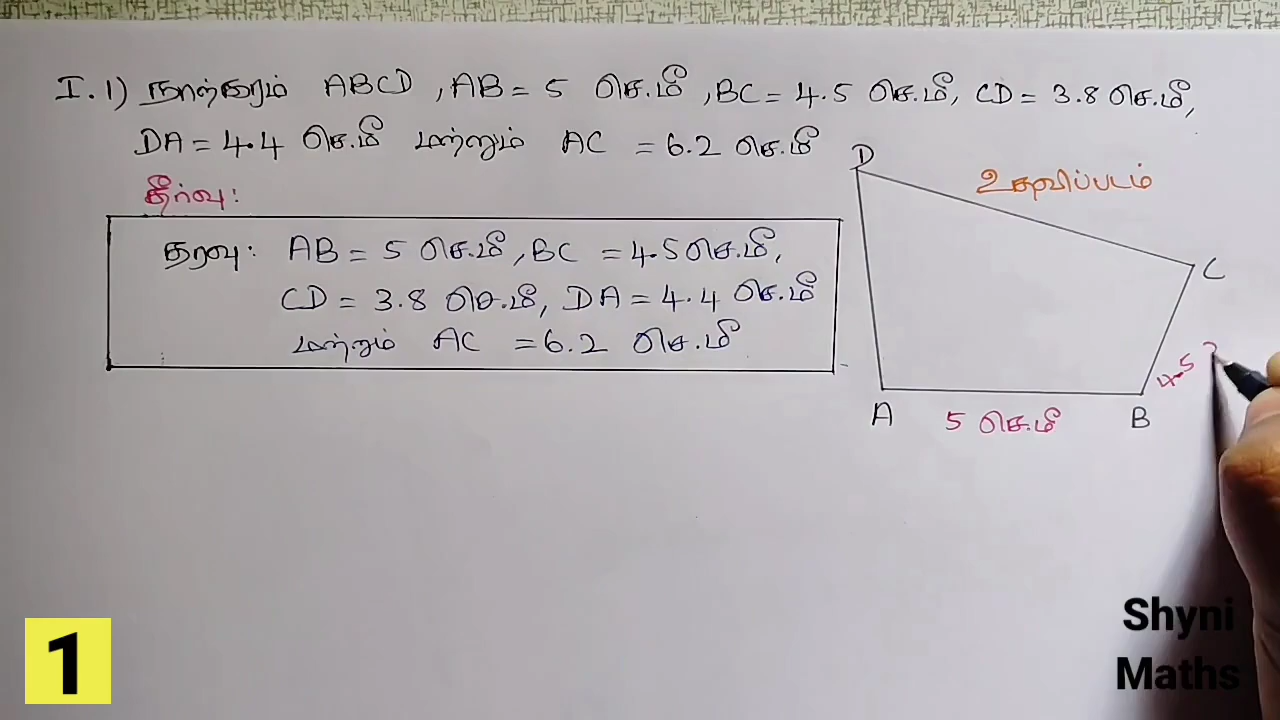 I. 1) நாற்கரம் ABCD , AB = 5 செ.மீ , BC = 4.5 செ.மீ, CD = 3.8 செ.மீ,
DA = 4.4 செ.மீ மற்றும் AC = 6.2 செ.மீ
தீர்வு:
தரவு: AB = 5 செ.மீ, BC = 4.5 செ.மீ,
CD = 3.8 செ.மீ, DA = 4.4 செ.மீ
மற்றும் AC = 6.2 செ.மீ
உதவிப்படம்
D
C
4.5
A
B
5 செ.மீ
Shyni
Maths
1